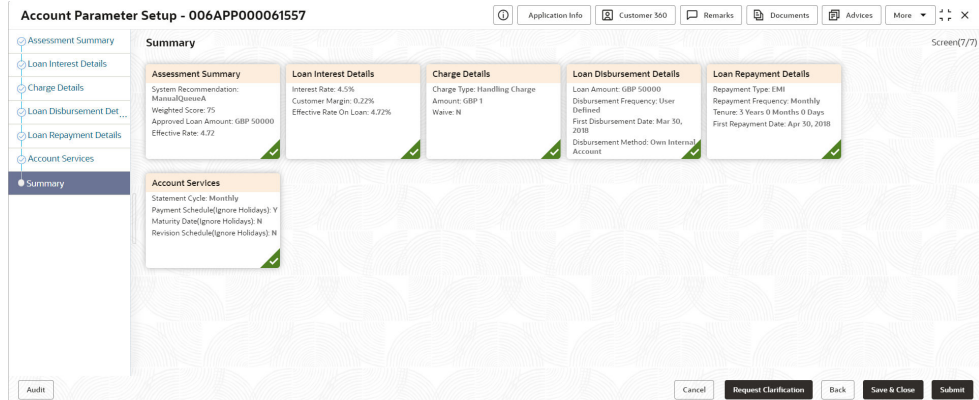 Account Parameter Setup - 006APP000061557
Application Info
Customer 360
Remarks
Documents
Advices
More
Assessment Summary
Loan Interest Details
Charge Details
Loan Disbursement Det...
Loan Repayment Details
Account Services
Summary
Summary
Screen(7/7)
Assessment Summary
System Recommendation:
ManualQueueA
Weighted Score: 75
Approved Loan Amount: GBP 50000
Effective Rate: 4.72
Loan Interest Details
Interest Rate: 4.5%
Customer Margin: 0.22%
Effective Rate On Loan: 4.72%
Charge Details
Charge Type: Handling Charge
Amount: GBP 1
Waive: N
Loan Disbursement Details
Loan Amount: GBP 50000
Disbursement Frequency: User
Defined
First Disbursement Date: Mar 30,
2018
Disbursement Method: Own Internal
Account
Loan Repayment Details
Repayment Type: EMI
Repayment Frequency: Monthly
Tenure: 3 Years 0 Months 0 Days
First Repayment Date: Apr 30, 2018
Account Services
Statement Cycle: Monthly
Payment Schedule(Ignore Holidays): Y
Maturity Date(Ignore Holidays): N
Revision Schedule(Ignore Holidays): N
Audit
Cancel
Request Clarification
Back
Save & Close
Submit